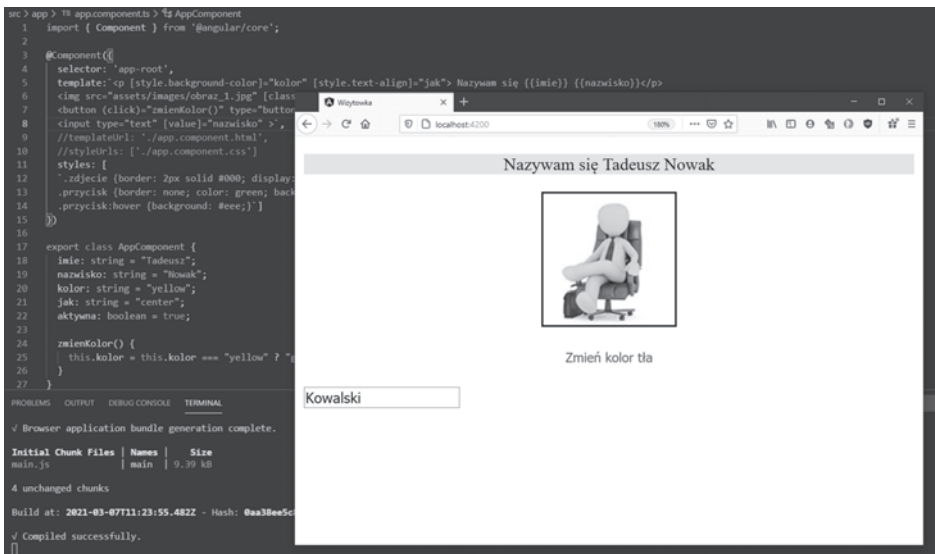 src > app > TS app.component.ts > AppComponent
1 import { Component } from '@angular/core';
2
3 @Component({
4 selector: 'app-root',
5 template:`<p [style.background-color]="kolor" [style.text-align]="jak"> Nazywam się {{imie}} {{nazwisko}}</p>
6 <img src="assets/images/obraz_1.jpg" [class
7 <button (click)="zmienKolor()" type="button
8 <input type="text" [value]="nazwisko" >`,
9 //templateUrl: './app.component.html',
10 //styleUrls: ['./app.component.css']
11 styles: [
12 `.zdjecie {border: 2px solid #000; display:
13 .przycisk {border: none; color: green; back
14 .przycisk:hover {background: #eee;}`]
15 })
16
17 export class AppComponent {
18 imie: string = "Tadeusz";
19 nazwisko: string = "Nowak";
20 kolor: string = "yellow";
21 jak: string = "center";
22 aktywna: boolean = true;
23
24 zmienKolor() {
25 this.kolor = this.kolor === "yellow" ? "g
26 }
27 }
PROBLEMS OUTPUT DEBUG CONSOLE TERMINAL
√ Browser application bundle generation complete.
Initial Chunk Files | Names | Size
main.js | main | 9.39 kB
4 unchanged chunks
Build at: 2021-03-07T11:23:55.482Z - Hash: 0aa38ee5c
√ Compiled successfully.
Wizytowka
localhost:4200 180%
Nazywam się Tadeusz Nowak
Zmień kolor tła
Kowalski